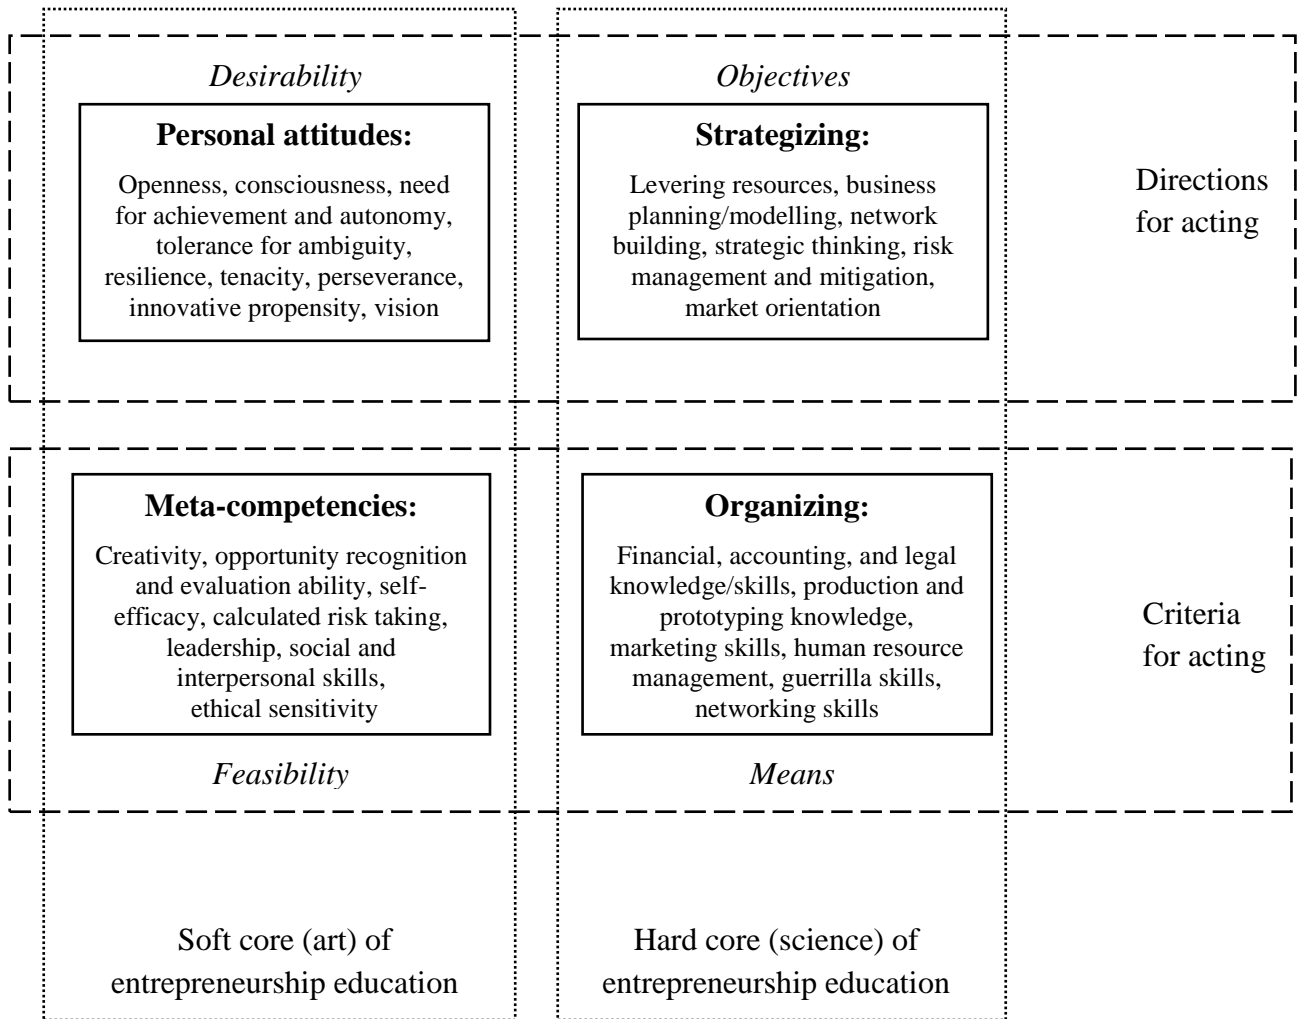 Desirability
Objectives
Personal attitudes:
Openness, consciousness, need
for achievement and autonomy,
tolerance for ambiguity,
resilience, tenacity, perseverance,
innovative propensity, vision
Strategizing:
Levering resources, business
planning/modelling, network
building, strategic thinking, risk
management and mitigation,
market orientation
Directions
for acting
Meta-competencies:
Creativity, opportunity recognition
and evaluation ability, self-
efficacy, calculated risk taking,
leadership, social and
interpersonal skills,
ethical sensitivity
Organizing:
Financial, accounting, and legal
knowledge/skills, production and
prototyping knowledge,
marketing skills, human resource
management, guerrilla skills,
networking skills
Criteria
for acting
Feasibility
Means
Soft core (art) of
entrepreneurship education
Hard core (science) of
entrepreneurship education